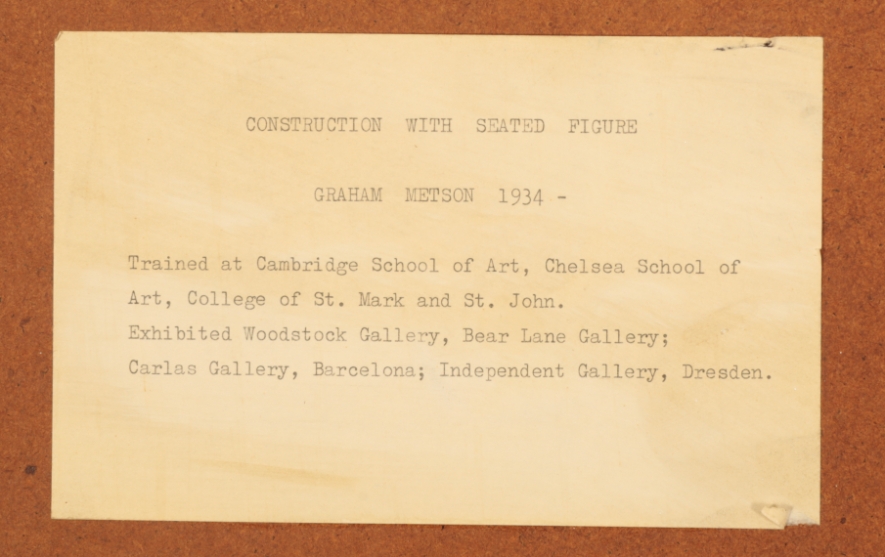 CONSTRUCTION WITH SEATED FIGURE
GRAHAM METSON 1934 -
Trained at Cambridge School of Art, Chelsea School of
Art, College of St. Mark and St. John.
Exhibited Woodstock Gallery, Bear Lane Gallery;
Carlas Gallery, Barcelona; Independent Gallery, Dresden.